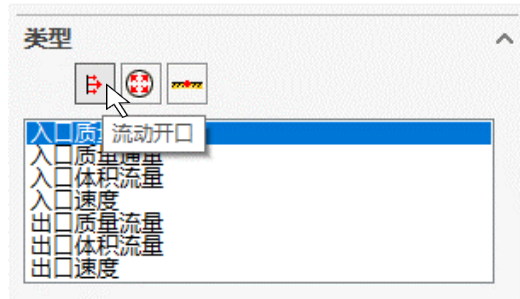 类型
流动开口
入口质
入口质量通量
入口体积流量
入口速度
出口质量流量
出口体积流量
出口速度